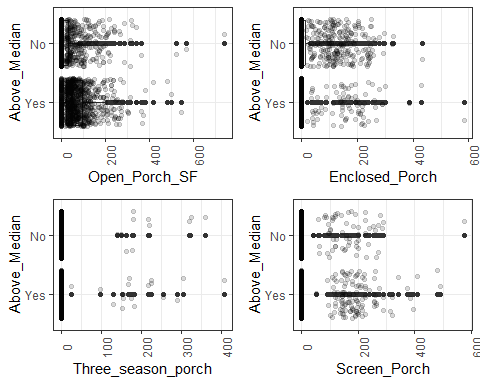 Above_Median
No
Yes
0
200
400
600
Open_Porch_SF
Above_Median
No
Yes
0
200
400
600
Enclosed_Porch
Above_Median
No
Yes
0
100
200
300
400
Three_season_porch
Above_Median
No
Yes
0
200
400
600
Screen_Porch